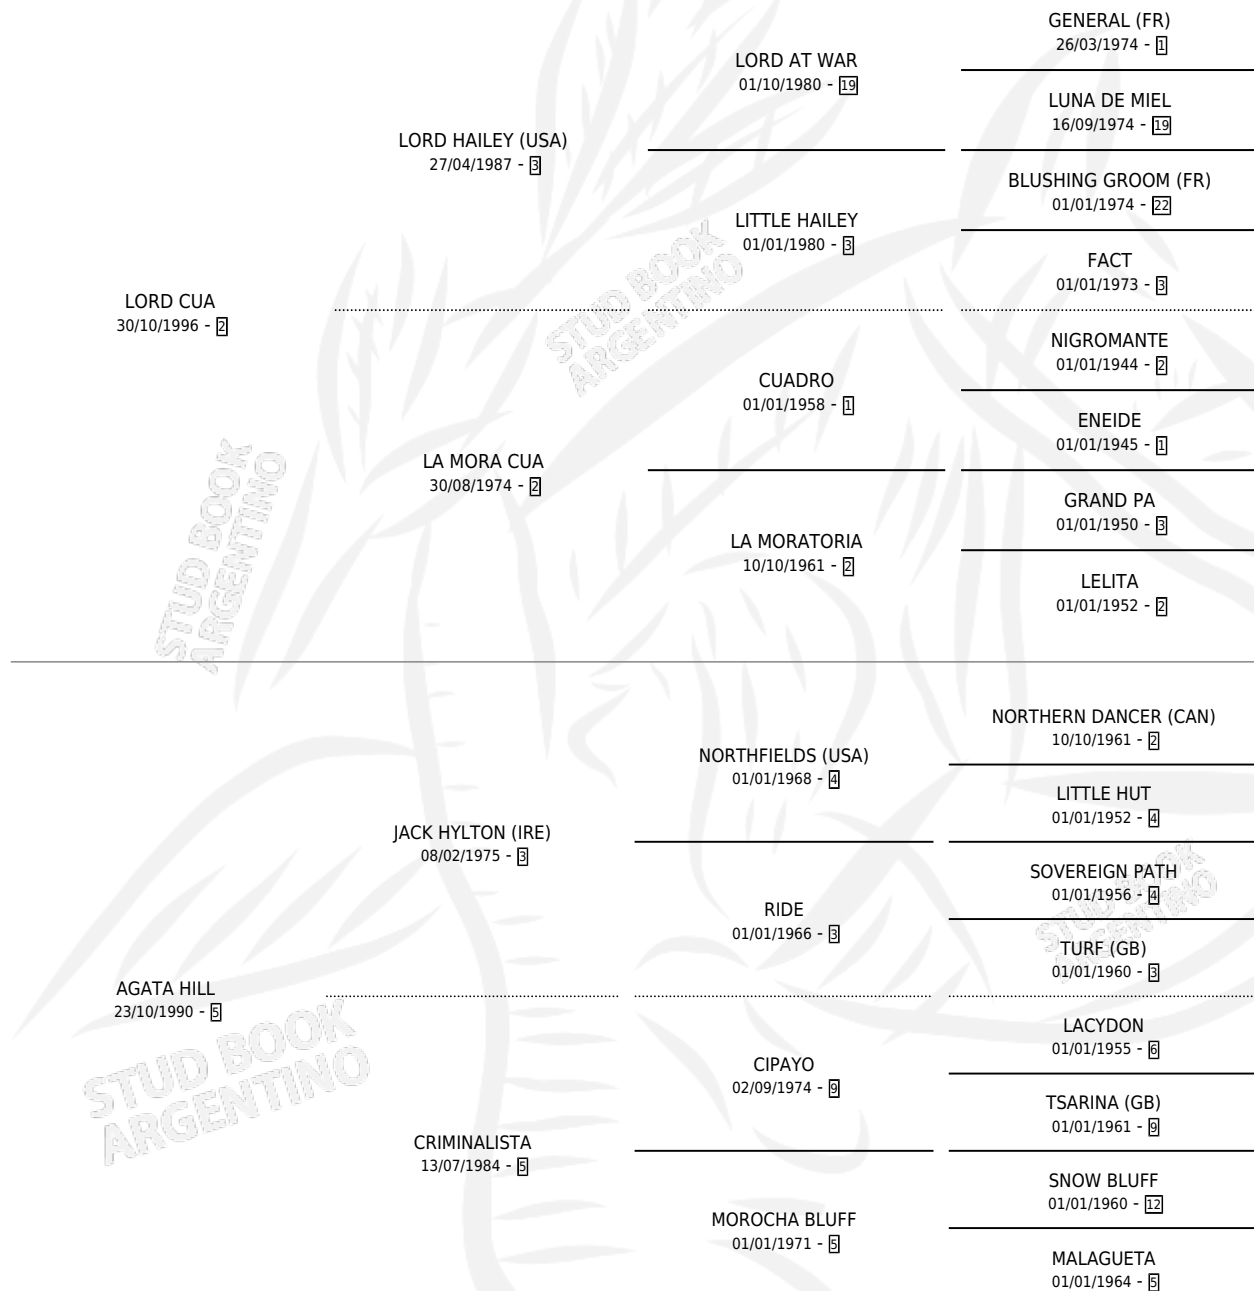 GENERAL (FR)
26/03/1974 - 1
LORD AT WAR
01/10/1980 - 19
LUNA DE MIEL
16/09/1974 - 19
LORD HAILEY (USA)
27/04/1987 - 3
BLUSHING GROOM (FR)
01/01/1974 - 22
LITTLE HAILEY
01/01/1980 - 3
FACT
01/01/1973 - 3
LORD CUA
30/10/1996 - 2
STUD BOOK
ARGENTINO
NIGROMANTE
01/01/1944 - 2
CUADRO
01/01/1958 - 1
ENEIDE
01/01/1945 - 1
LA MORA CUA
30/08/1974 - 2
GRAND PA
01/01/1950 - 3
LA MORATORIA
10/10/1961 - 2
LELITA
01/01/1952 - 2
STUD BOOK
ARGENTINO
NORTHERN DANCER (CAN)
10/10/1961 - 2
NORTHFIELDS (USA)
01/01/1968 - 4
LITTLE HUT
01/01/1952 - 4
JACK HYLTON (IRE)
08/02/1975 - 3
SOVEREIGN PATH
01/01/1956 - 4
RIDE
01/01/1966 - 3
TURF (GB)
01/01/1960 - 3
STUD BOOK
ARGENTINO
AGATA HILL
23/10/1990 - 5
LACYDON
01/01/1955 - 6
CIPAYO
02/09/1974 - 9
TSARINA (GB)
01/01/1961 - 9
STUD BOOK
ARGENTINO
CRIMINALISTA
13/07/1984 - 5
SNOW BLUFF
01/01/1960 - 12
MOROCHA BLUFF
01/01/1971 - 5
MALAGUETA
01/01/1964 - 5